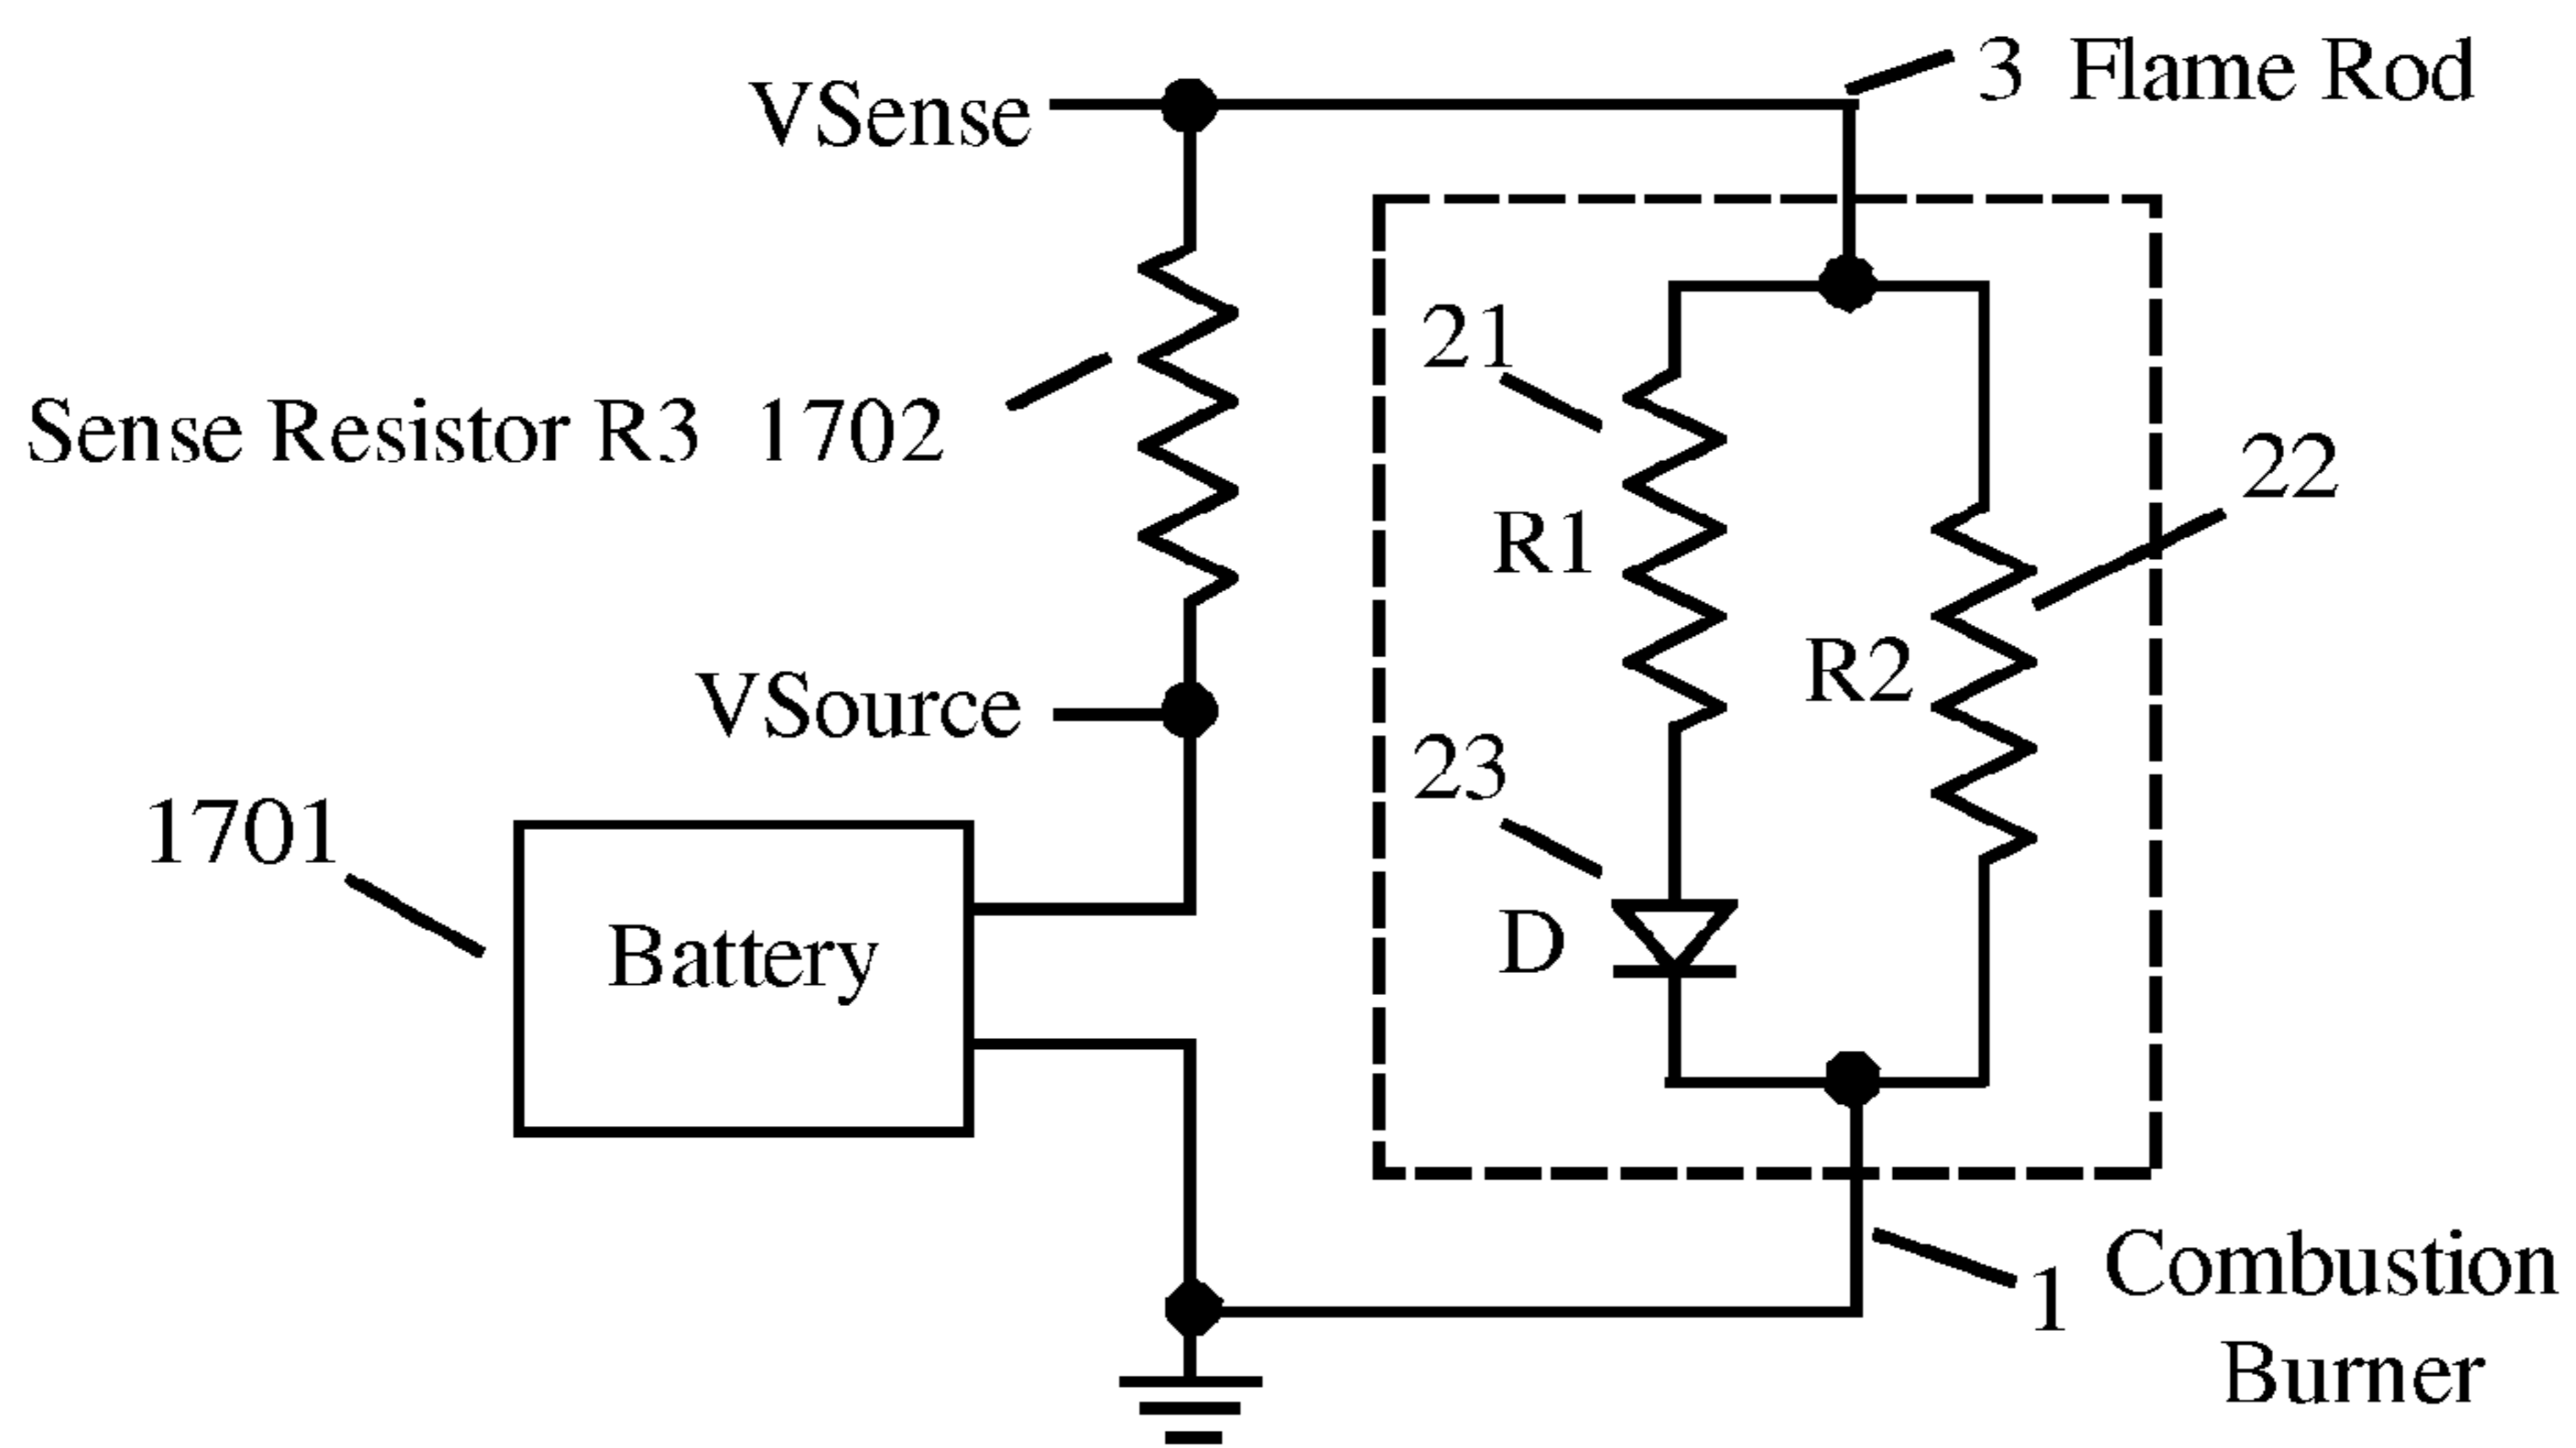 3 Flame Rod
VSense
21
Sense Resistor R3 1702
22
R1
R2
VSource
23
1701
Battery
D
1 Combustion
Burner